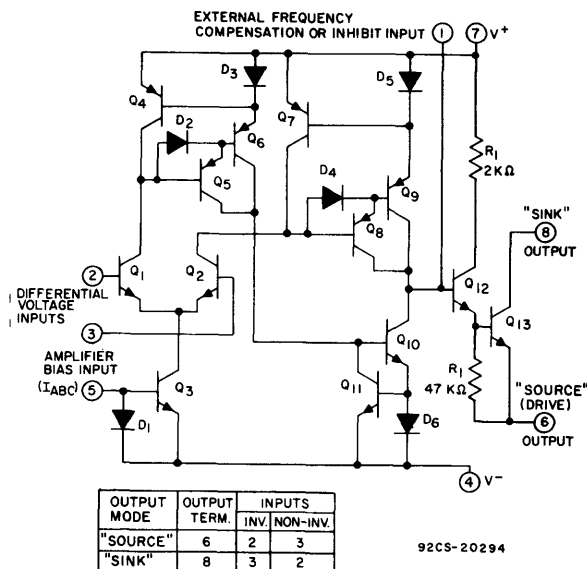 EXTERNAL FREQUENCY
COMPENSATION OR INHIBIT INPUT
1
7 V+
D3
D5
Q4
Q7
D2
Q6
R1
2KΩ
D4
Q5
Q9
"SINK"
8
OUTPUT
Q8
2
Q1
Q2
Q12
DIFFERENTIAL
VOLTAGE
INPUTS
Q13
3
Q10
AMPLIFIER
BIAS INPUT
(IABC) 5
Q3
Q11
R1
47 KΩ
"SOURCE"
(DRIVE)
6
OUTPUT
D1
D6
4 V-
OUTPUT MODE
OUTPUT TERM.
INPUTS
INV. NON-INV.
"SOURCE" 6 2 3
"SINK" 8 3 2
92CS-20294